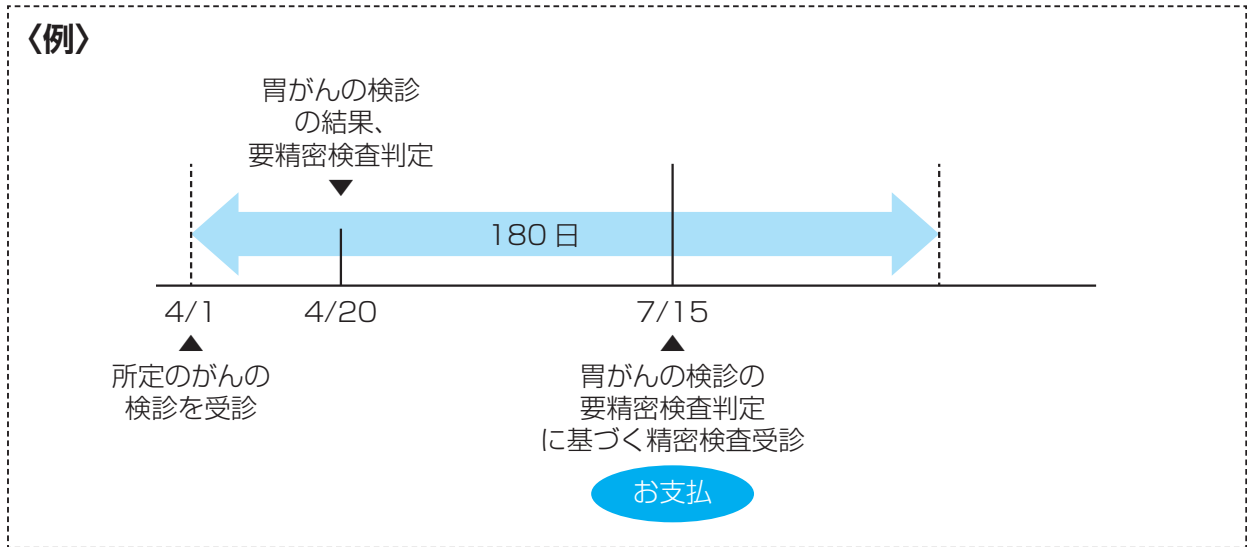 〈例〉
胃がんの検診
の結果、
要精密検査判定
180日
4/1
4/20
7/15
所定のがんの
検診を受診
胃がんの検診の
要精密検査判定
に基づく精密検査受診
お支払